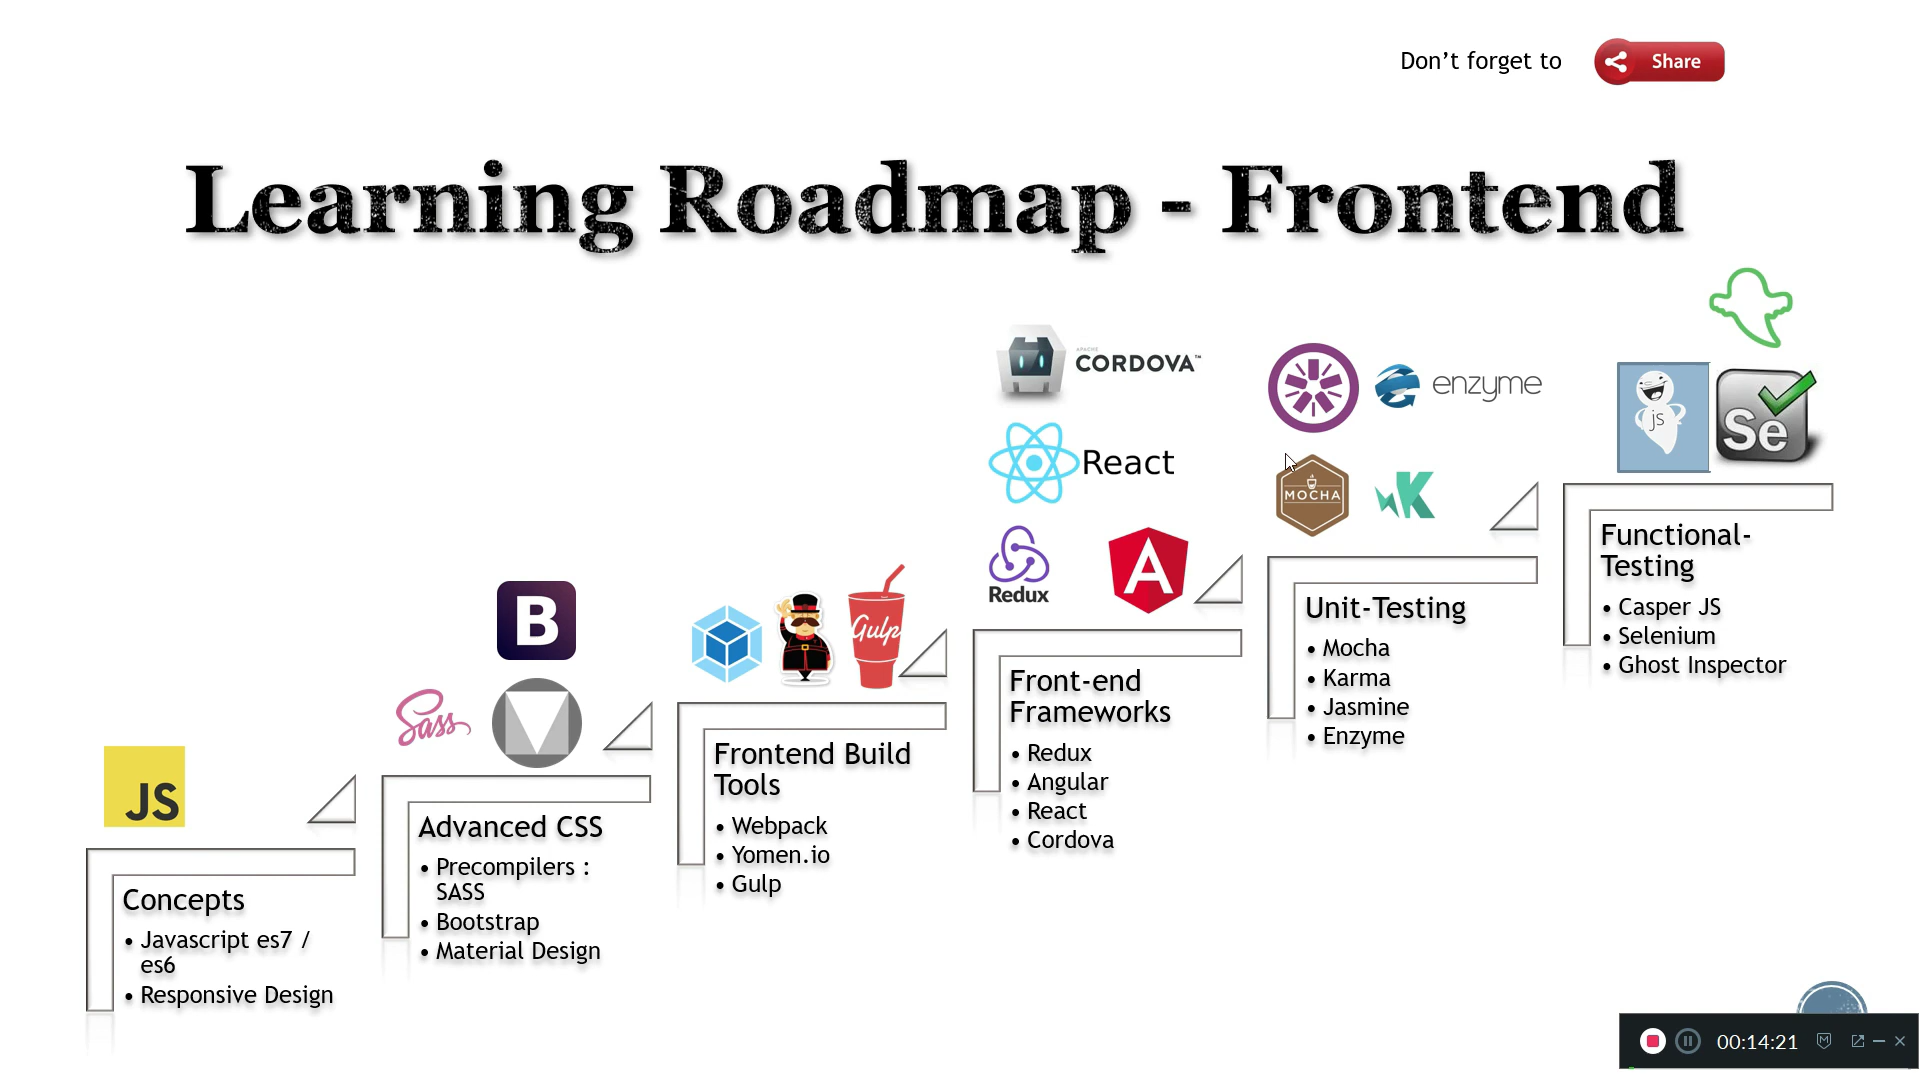 Don’t forget to
Share
Learning Roadmap - Frontend
JS
Concepts
• Javascript es7 /
es6
• Responsive Design
Sass
B
Advanced CSS
• Precompilers :
SASS
• Bootstrap
• Material Design
Gulp
Frontend Build
Tools
• Webpack
• Yomen.io
• Gulp
APACHE
CORDOVA™
React
Redux
A
Front-end
Frameworks
• Redux
• Angular
• React
• Cordova
enzyme
MOCHA
K
Unit-Testing
• Mocha
• Karma
• Jasmine
• Enzyme
js
Se
Functional-
Testing
• Casper JS
• Selenium
• Ghost Inspector
00:14:21